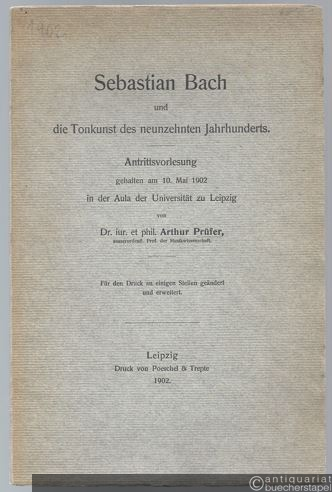 1902
Sebastian Bach
und
die Tonkunst des neunzehnten Jahrhunderts.
Antrittsvorlesung
gehalten am 10. Mai 1902
in der Aula der Universität zu Leipzig
von
Dr. iur. et phil. Arthur Prüfer,
ausserordentl. Prof. der Musikwissenschaft.
Für den Druck an einigen Stellen geändert
und erweitert.
Leipzig
Druck von Poeschel & Trepte
1902.
©antiquariat
buecherstapel